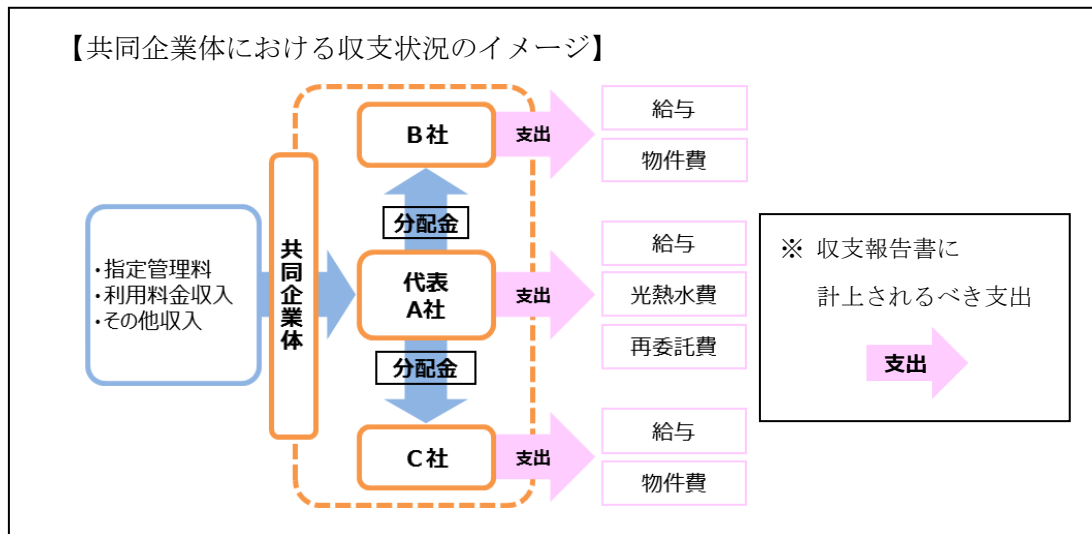 【共同企業体における収支状況のイメージ】
・指定管理料
・利用料金収入
・その他収入
共同企業体
B社
支出
給与
物件費
分配金
代表
A社
支出
給与
光熱水費
再委託費
分配金
C社
支出
給与
物件費
※ 収支報告書に
計上されるべき支出
支出